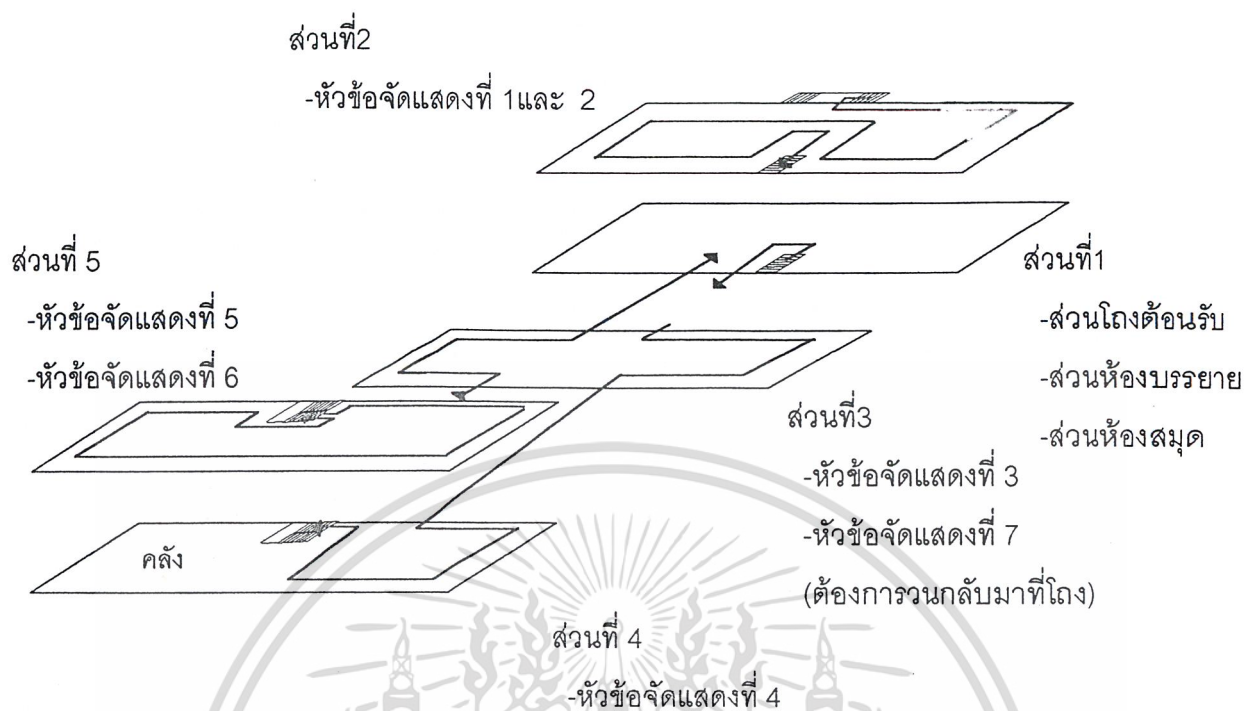 ส่วนที่2
-หัวข้อจัดแสดงที่ 1และ 2
ส่วนที่ 5
-หัวข้อจัดแสดงที่ 5
-หัวข้อจัดแสดงที่ 6
ส่วนที่1
-ส่วนโถงต้อนรับ
-ส่วนห้องบรรยาย
-ส่วนห้องสมุด
ส่วนที่3
-หัวข้อจัดแสดงที่ 3
-หัวข้อจัดแสดงที่ 7
(ต้องการวนกลับมาที่โถง)
คลัง
ส่วนที่ 4
-หัวข้อจัดแสดงที่ 4